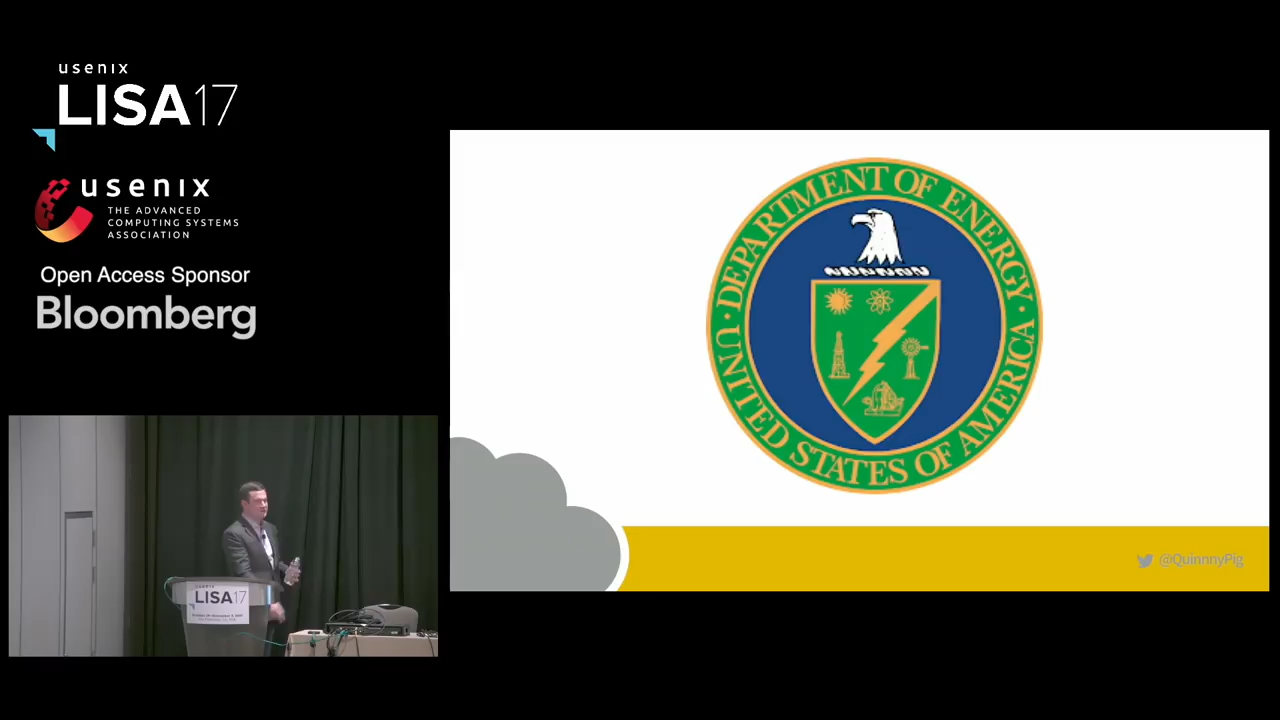 usenix
LISA17
usenix
THE ADVANCED
COMPUTING SYSTEMS
ASSOCIATION
Open Access Sponsor
Bloomberg
DEPARTMENT OF ENERGY
UNITED STATES OF AMERICA
@QuinnyPig
LISA17